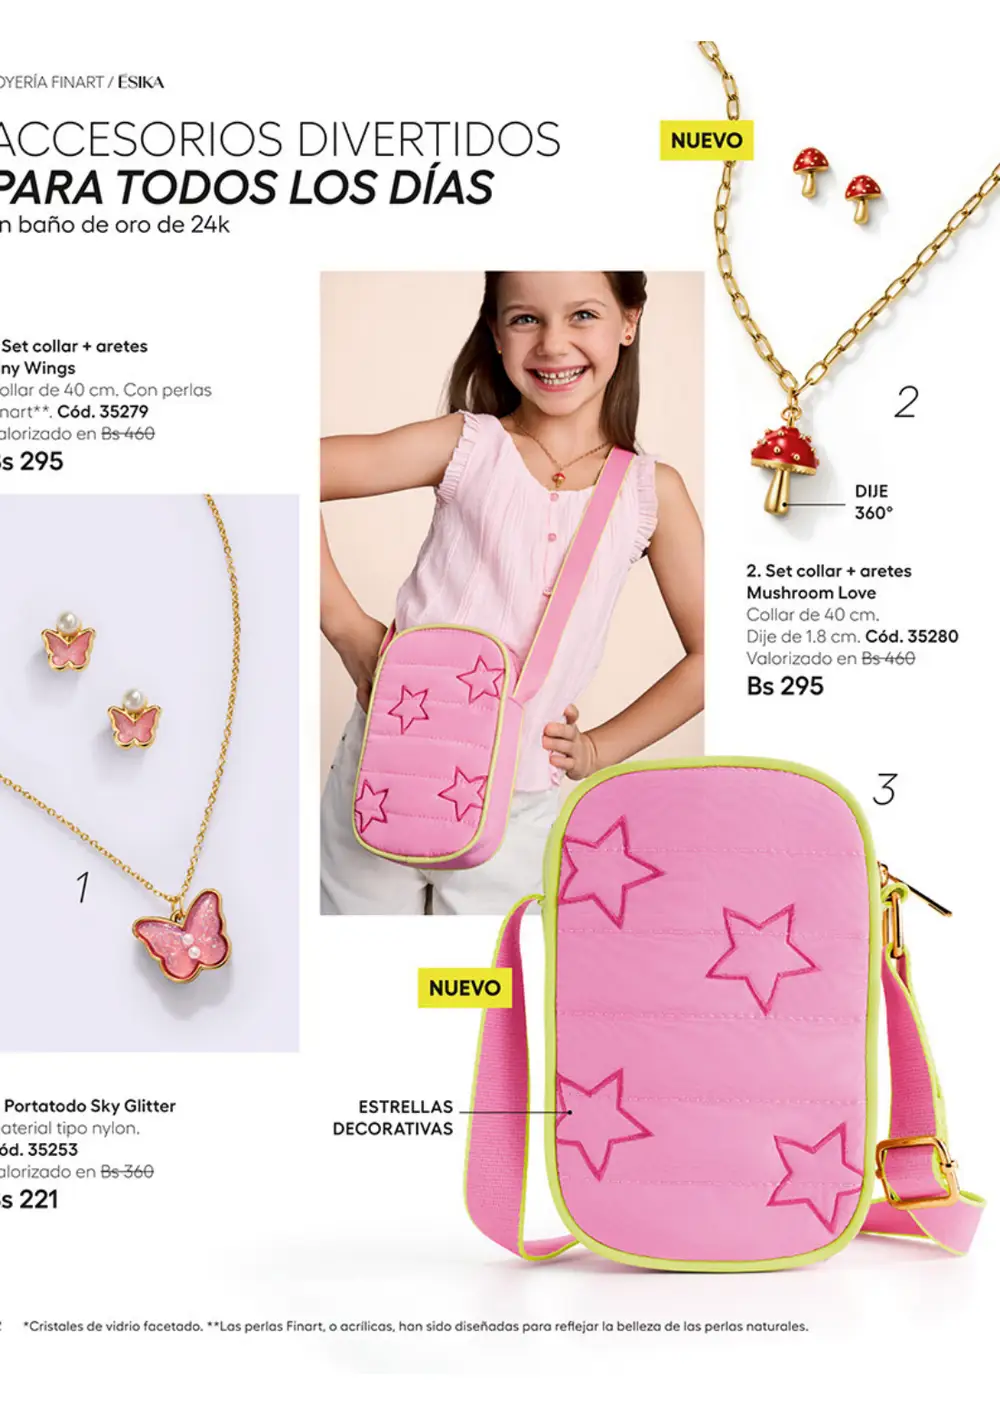 OYERÍA FINART / ÉSIKA
ACCESORIOS DIVERTIDOS
PARA TODOS LOS DÍAS
n baño de oro de 24k
NUEVO
Set collar + aretes
iny Wings
ollar de 40 cm. Con perlas
inart**. Cód. 35279
alorizado en Bs 460
Bs 295
2
DIJE
360°
2. Set collar + aretes
Mushroom Love
Collar de 40 cm.
Dije de 1.8 cm. Cód. 35280
Valorizado en Bs 460
Bs 295
1
3
NUEVO
ESTRELLAS
DECORATIVAS
Portatodo Sky Glitter
aterial tipo nylon.
ód. 35253
alorizado en Bs 360
Bs 221
*Cristales de vidrio facetado. **Las perlas Finart, o acrílicas, han sido diseñadas para reflejar la belleza de las perlas naturales.